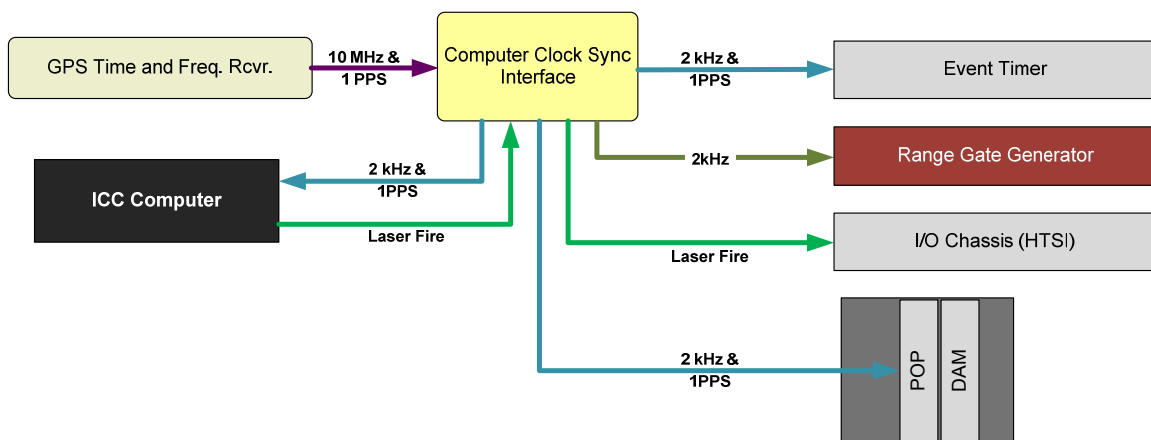 GPS Time and Freq. Rcvr.
10 MHz &
1 PPS
Computer Clock Sync
Interface
2 kHz &
1PPS
Event Timer
2kHz
Range Gate Generator
ICC Computer
2 kHz &
1PPS
Laser Fire
Laser Fire
I/O Chassis (HTSI)
2 kHz &
1PPS
POP
DAM